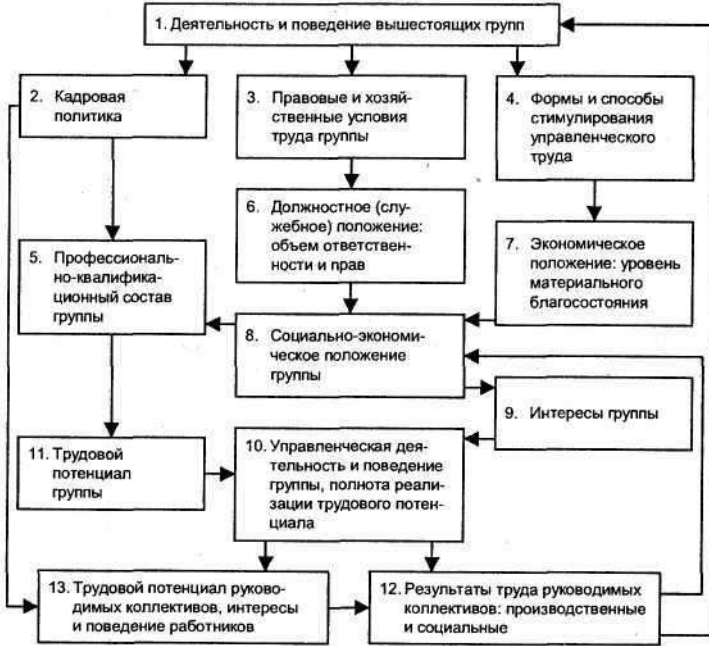 1. Деятельность и поведение вышестоящих групп
2. Кадровая
политика
3. Правовые и хозяй-
ственные условия
труда группы
4. Формы и способы
стимулирования
управленческого
труда
5. Профессиональ-
но-квалифика-
ционный состав
группы
6. Должностное (слу-
жебное) положение:
объем ответствен-
ности и прав
7. Экономическое
положение: уровень
материального
благосостояния
8. Социально-экономи-
ческое положение
группы
9. Интересы группы
10. Управленческая дея-
тельность и поведение
группы, полнота реали-
зации трудового потен-
циала
11. Трудовой
потенциал
группы
13. Трудовой потенциал руково-
димых коллективов, интересы
и поведение работников
12. Результаты труда руководимых
коллективов: производственные
и социальные